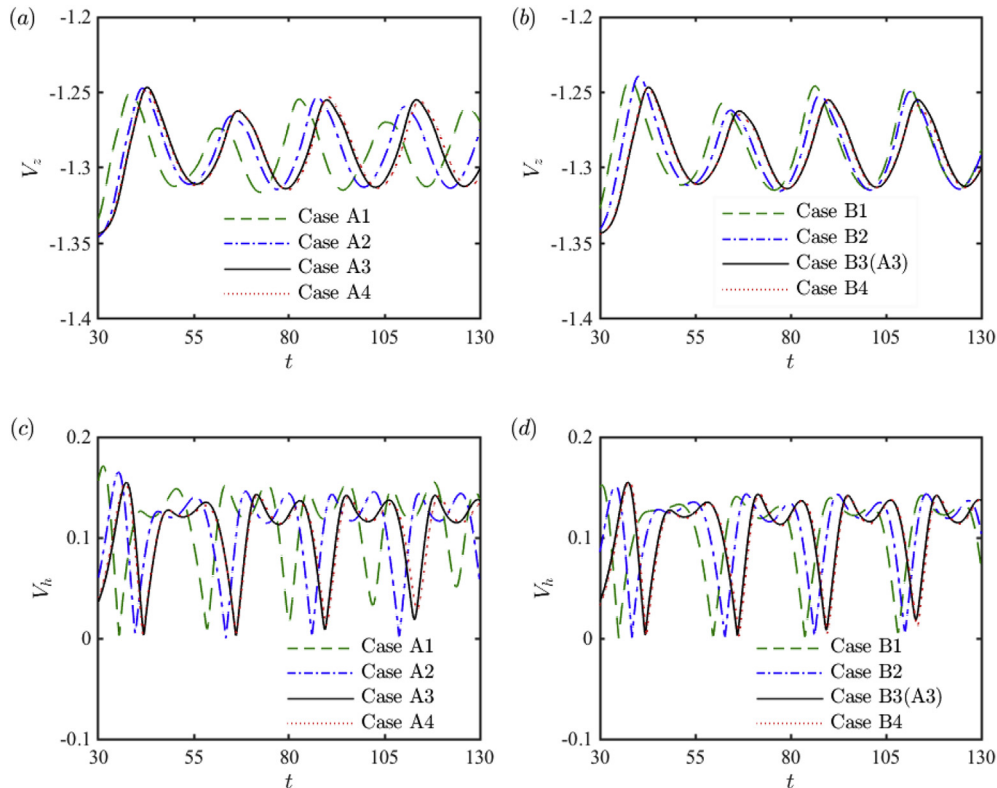 (a)
-1.2
-1.25
-1.3
-1.35
-1.4
V_z
Case A1
Case A2
Case A3
Case A4
30 55 80 105 130
t
(b)
-1.2
-1.25
-1.3
-1.35
-1.4
V_z
Case B1
Case B2
Case B3(A3)
Case B4
30 55 80 105 130
t
(c)
0.2
0.1
0
-0.1
V_h
Case A1
Case A2
Case A3
Case A4
30 55 80 105 130
t
(d)
0.2
0.1
0
-0.1
V_h
Case B1
Case B2
Case B3(A3)
Case B4
30 55 80 105 130
t